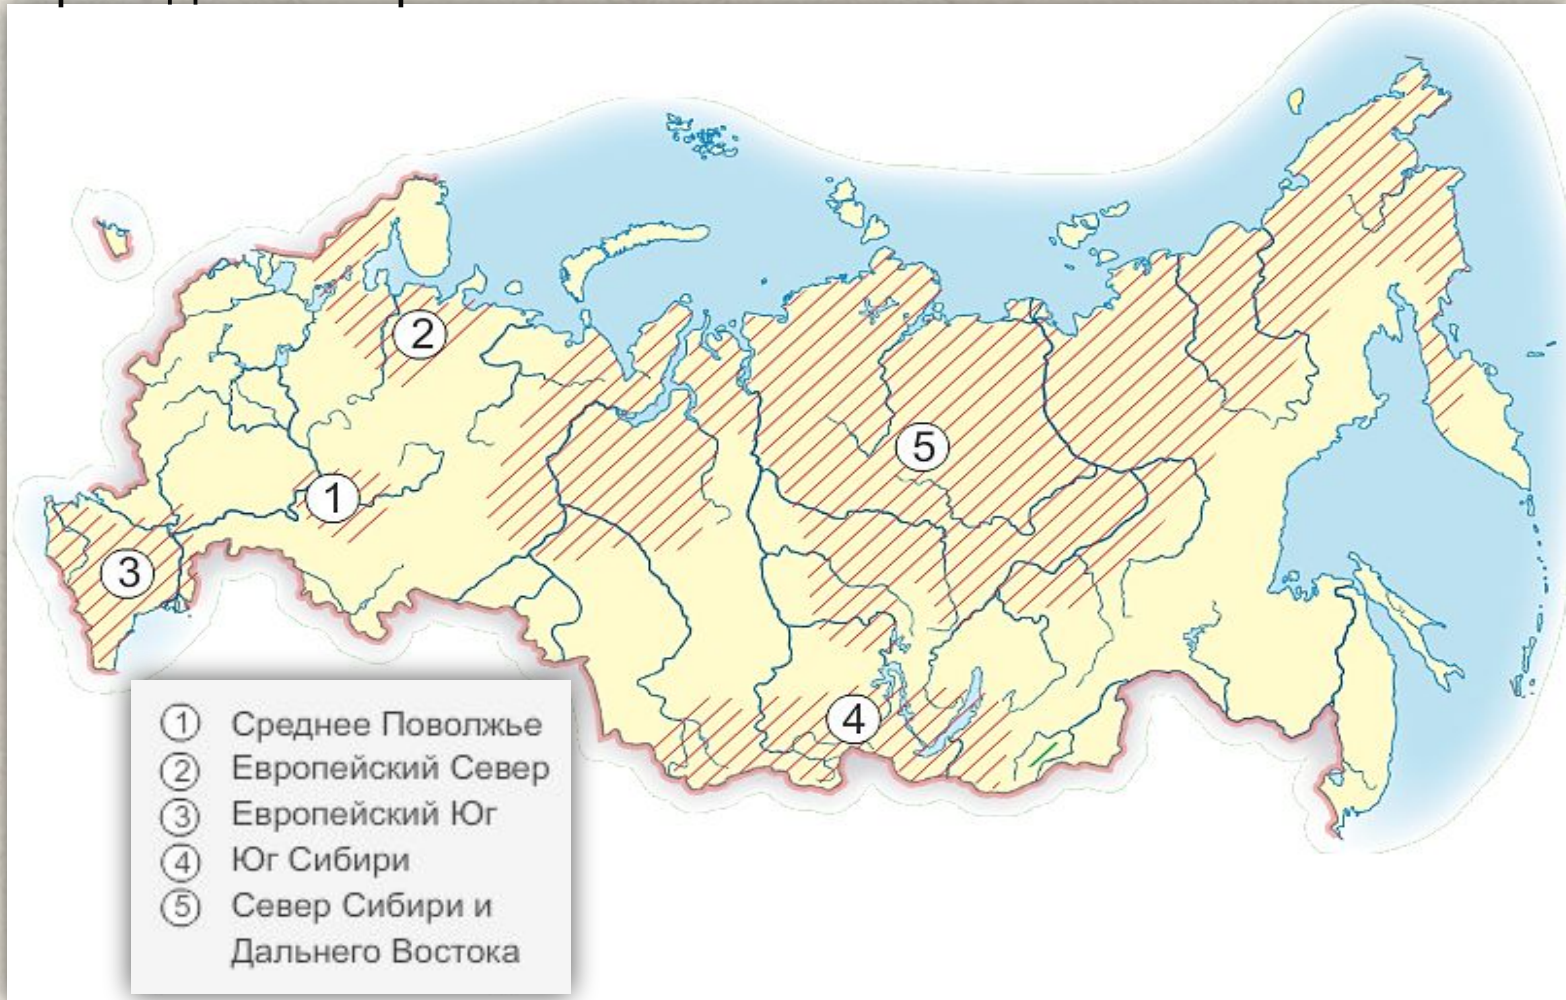 2
1
3
5
4
1 Среднее Поволжье
2 Европейский Север
3 Европейский Юг
4 Юг Сибири
5 Север Сибири и
Дальнего Востока